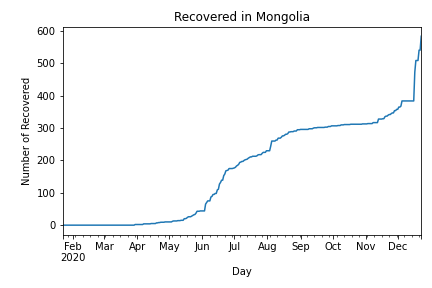 Recovered in Mongolia
Number of Recovered
600
500
400
300
200
100
0
Feb Mar Apr May Jun Jul Aug Sep Oct Nov Dec
2020
Day